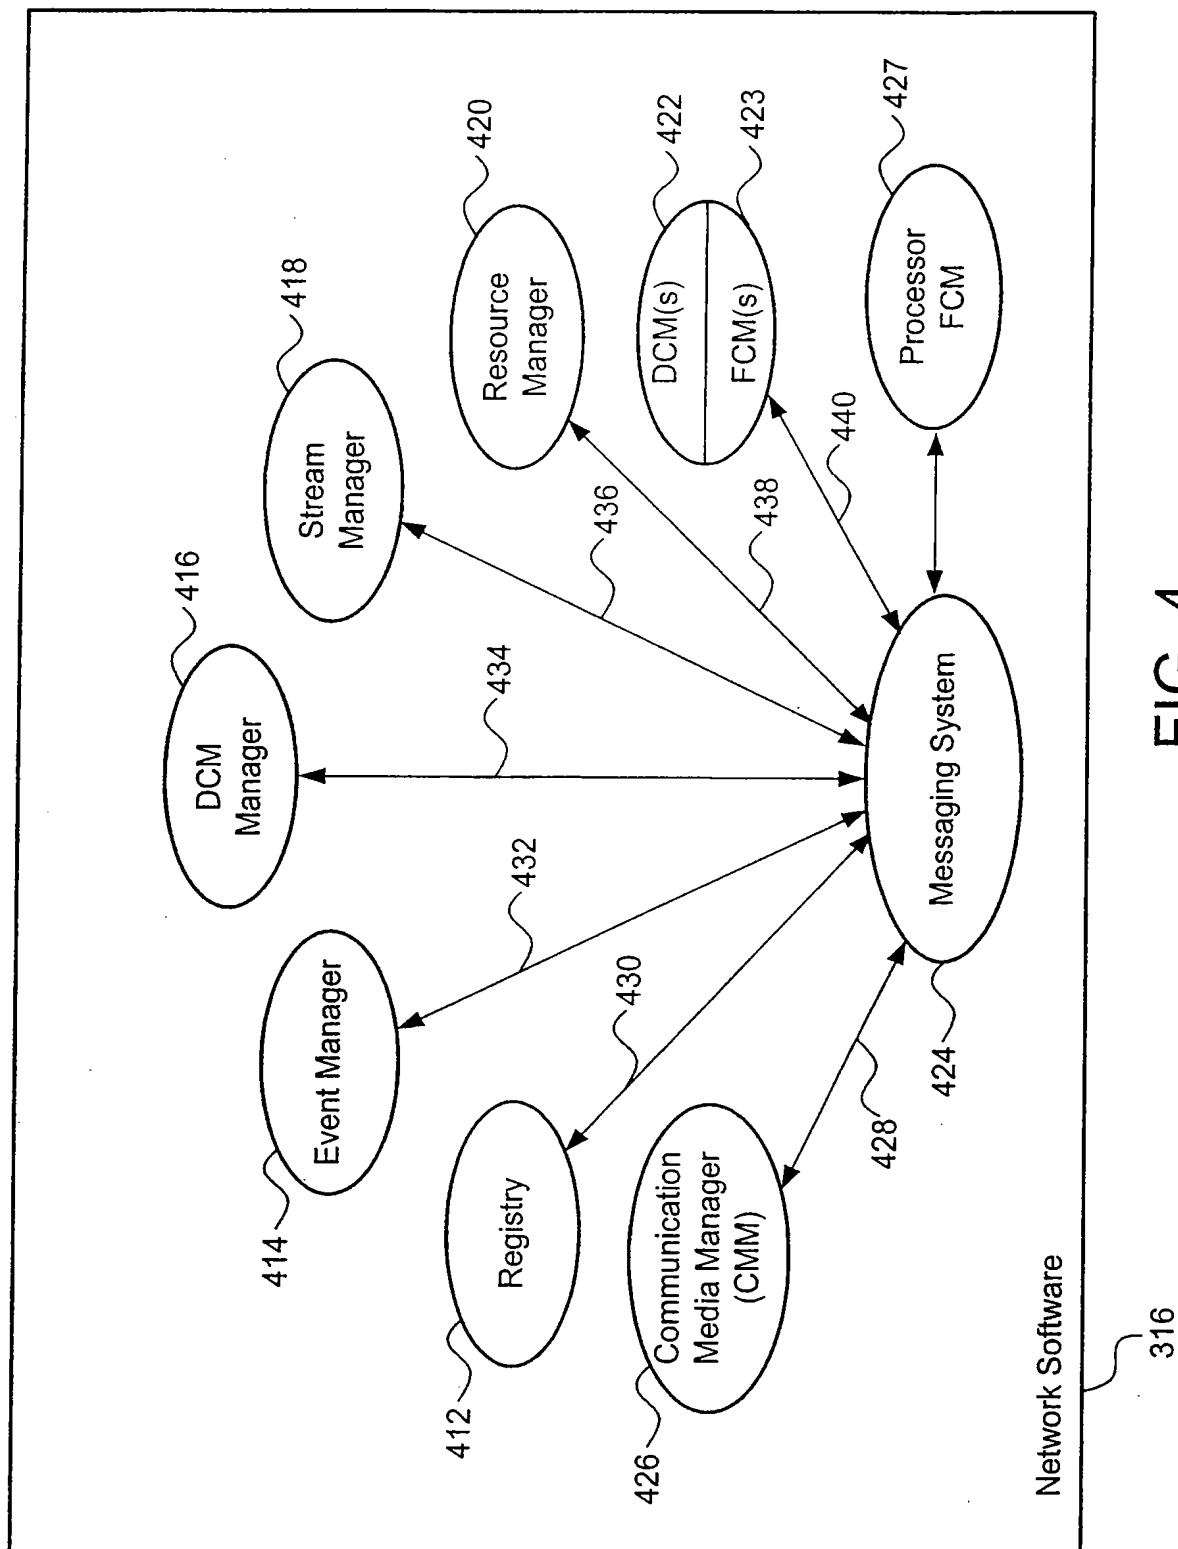 416
DCM
Manager
414
Event Manager
418
Stream
Manager
412
Registry
420
Resource
Manager
432
434
436
430
426
Communication
Media Manager
(CMM)
422
DCM(s)
423
FCM(s)
438
440
428
427
Processor
FCM
424
Messaging System
Network Software
316
FIG. 4